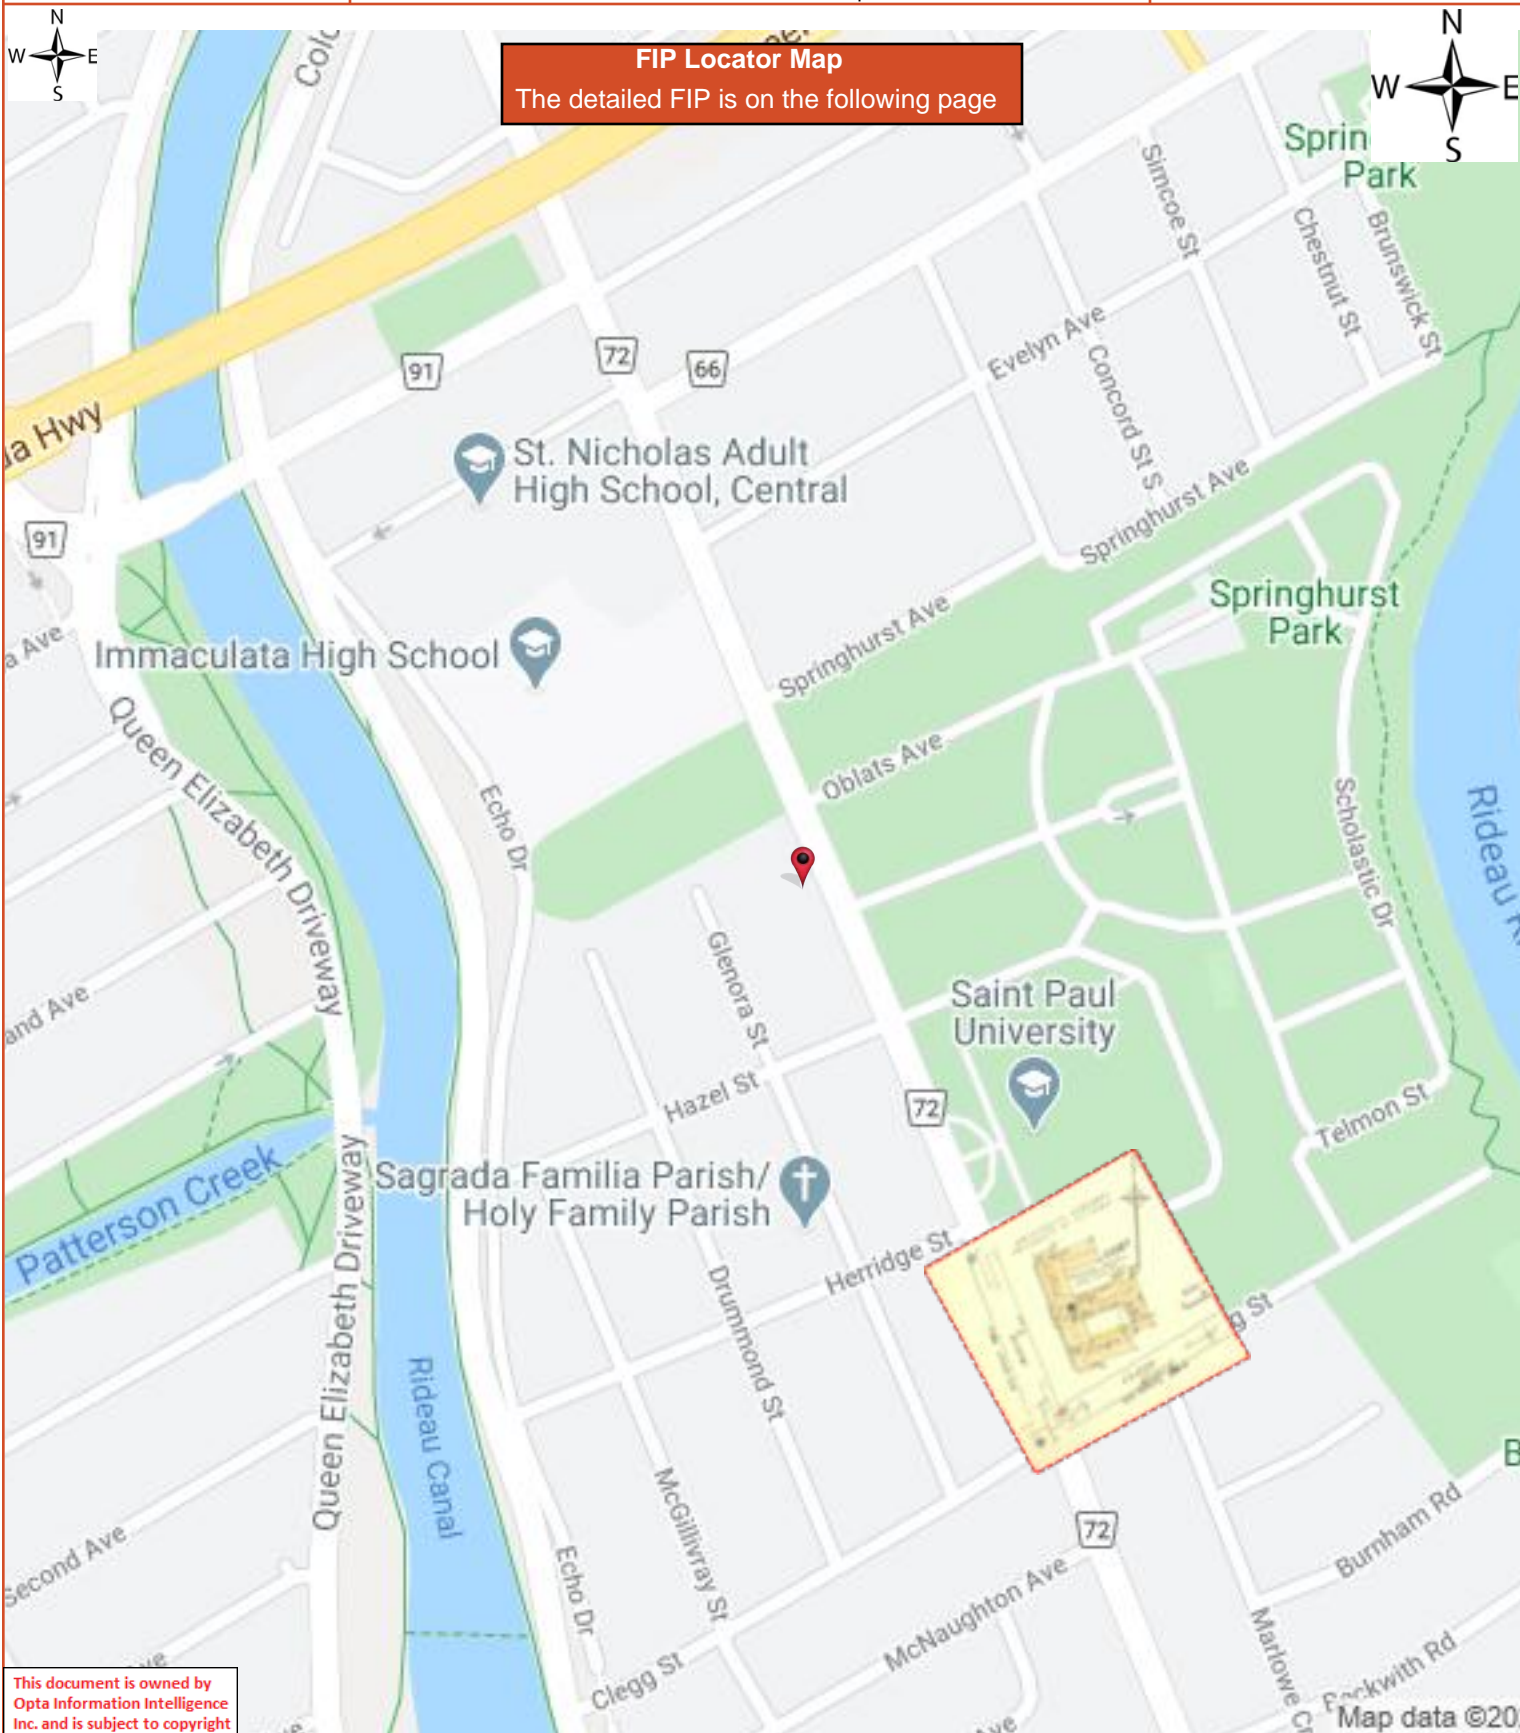 N
W E
S
FIP Locator Map
The detailed FIP is on the following page
N
W E
S
Park
Simcoe St
Chestnut St
Brunswick St
91
72
66
Evelyn Ave
Concord St S
Hwy
St. Nicholas Adult
High School, Central
Springhurst Ave
91
Springhurst
Park
Ave
Immaculata High School
Springhurst Ave
Queen Elizabeth Driveway
Oblats Ave
Echo Dr
Scholastic Dr
Rideau
Glenora St
Saint Paul
University
Ave
Hazel St
72
Telmon St
Patterson Creek
Sagrada Familia Parish/
Holy Family Parish
Herridge St
Drummond St
St
Queen Elizabeth Driveway
Rideau Canal
McGillivray St
72
Burnham Rd
Second Ave
Echo Dr
McNaughton Ave
Marlowe
Rd
Clegg St
This document is owned by
Opta Information Intelligence
Inc. and is subject to copyright
Map data ©20